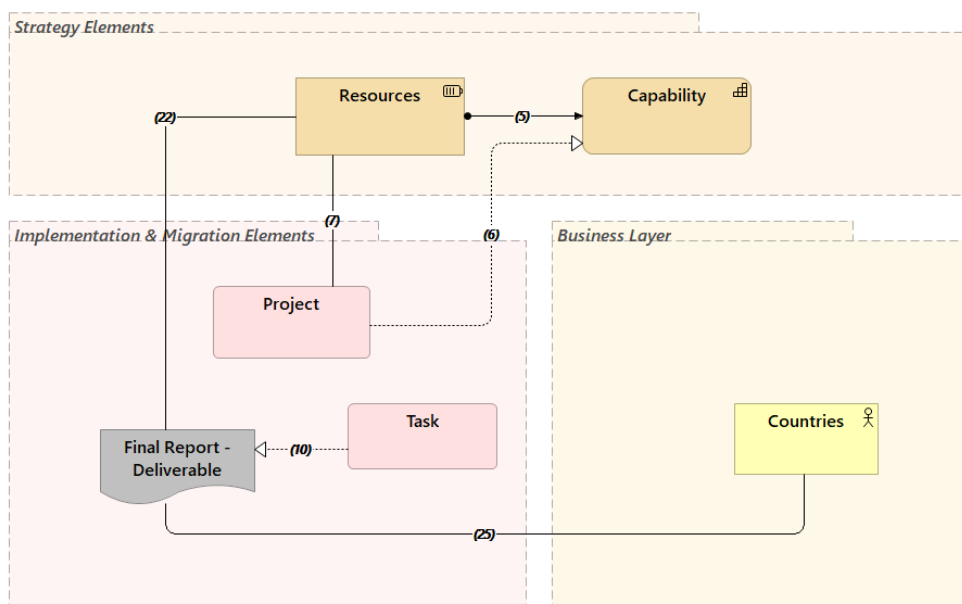 Strategy Elements
Resources
Capability
(22)
(5)
(7)
(6)
Implementation & Migration Elements
Business Layer
Project
Task
Countries
Final Report -
Deliverable
(10)
(25)